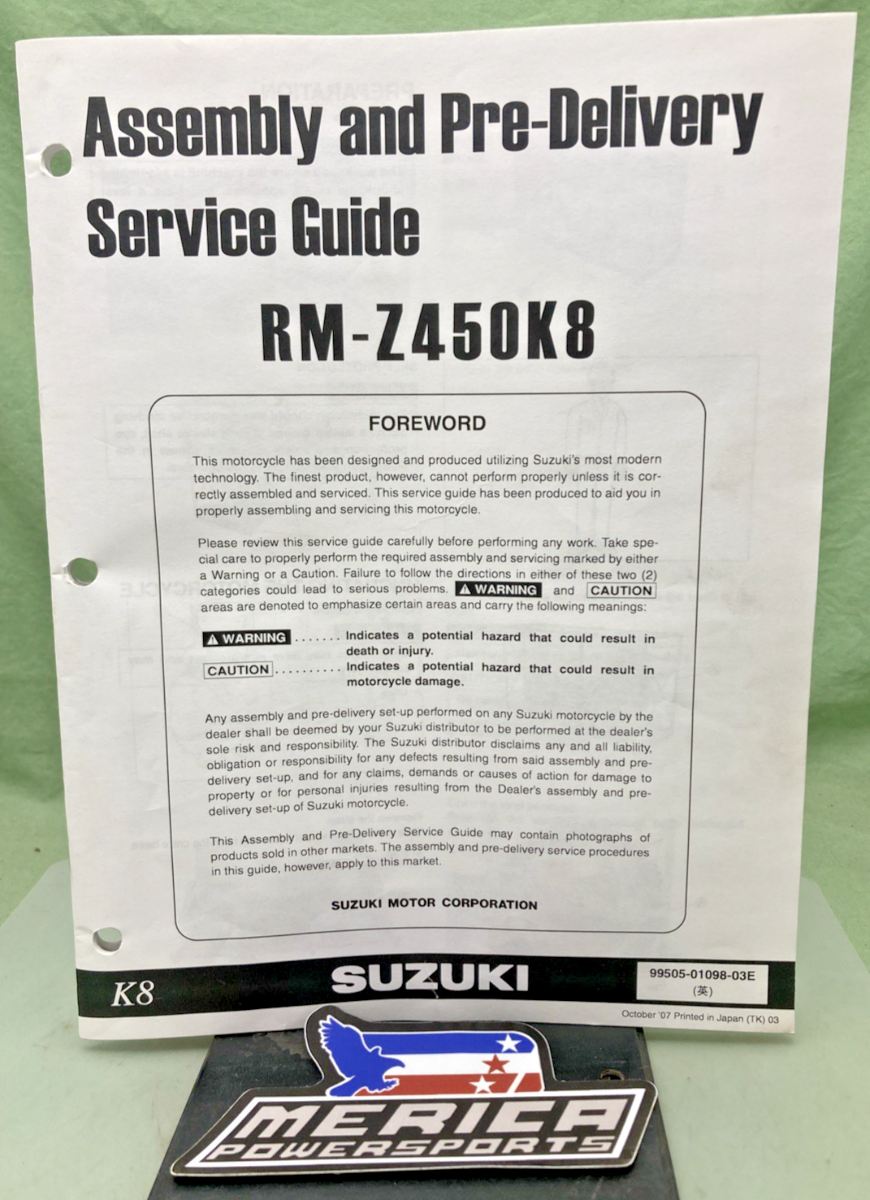 Assembly and Pre-Delivery
Service Guide
RM-Z450K8
FOREWORD
This motorcycle has been designed and produced utilizing Suzuki's most modern
technology. The finest product, however, cannot perform properly unless it is cor-
rectly assembled and serviced. This service guide has been produced to aid you in
properly assembling and servicing this motorcycle.
Please review this service guide carefully before performing any work. Take spe-
cial care to properly perform the required assembly and servicing marked by either
a Warning or a Caution. Failure to follow the directions in either of these two (2)
categories could lead to serious problems. ⚠ WARNING and CAUTION
areas are denoted to emphasize certain areas and carry the following meanings:
⚠ WARNING ....... Indicates a potential hazard that could result in
death or injury.
CAUTION .......... Indicates a potential hazard that could result in
motorcycle damage.
Any assembly and pre-delivery set-up performed on any Suzuki motorcycle by the
dealer shall be deemed by your Suzuki distributor to be performed at the dealer's
sole risk and responsibility. The Suzuki distributor disclaims any and all liability,
obligation or responsibility for any defects resulting from said assembly and pre-
delivery set-up, and for any claims, demands or causes of action for damage to
property or for personal injuries resulting from the Dealer's assembly and pre-
delivery set-up of Suzuki motorcycle.
This Assembly and Pre-Delivery Service Guide may contain photographs of
products sold in other markets. The assembly and pre-delivery service procedures
in this guide, however, apply to this market.
SUZUKI MOTOR CORPORATION
K8
SUZUKI
99505-01098-03E
(英)
October '07 Printed in Japan (TK) 03
MERICA
POWERSPORTS